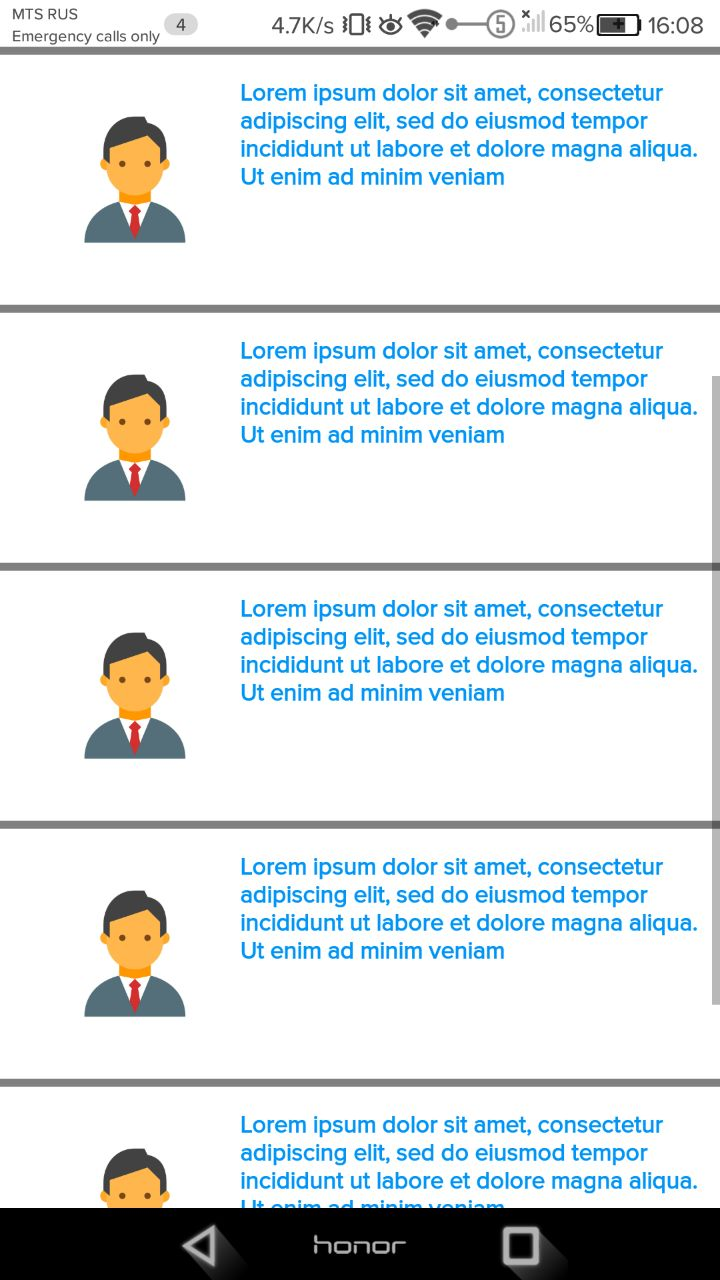 MTS RUS
Emergency calls only
4
4.7K/s
5
65%
16:08
Lorem ipsum dolor sit amet, consectetur
adipiscing elit, sed do eiusmod tempor
incididunt ut labore et dolore magna aliqua.
Ut enim ad minim veniam
Lorem ipsum dolor sit amet, consectetur
adipiscing elit, sed do eiusmod tempor
incididunt ut labore et dolore magna aliqua.
Ut enim ad minim veniam
Lorem ipsum dolor sit amet, consectetur
adipiscing elit, sed do eiusmod tempor
incididunt ut labore et dolore magna aliqua.
Ut enim ad minim veniam
Lorem ipsum dolor sit amet, consectetur
adipiscing elit, sed do eiusmod tempor
incididunt ut labore et dolore magna aliqua.
Ut enim ad minim veniam
Lorem ipsum dolor sit amet, consectetur
adipiscing elit, sed do eiusmod tempor
incididunt ut labore et dolore magna aliqua.
Ut enim ad minim veniam
honor